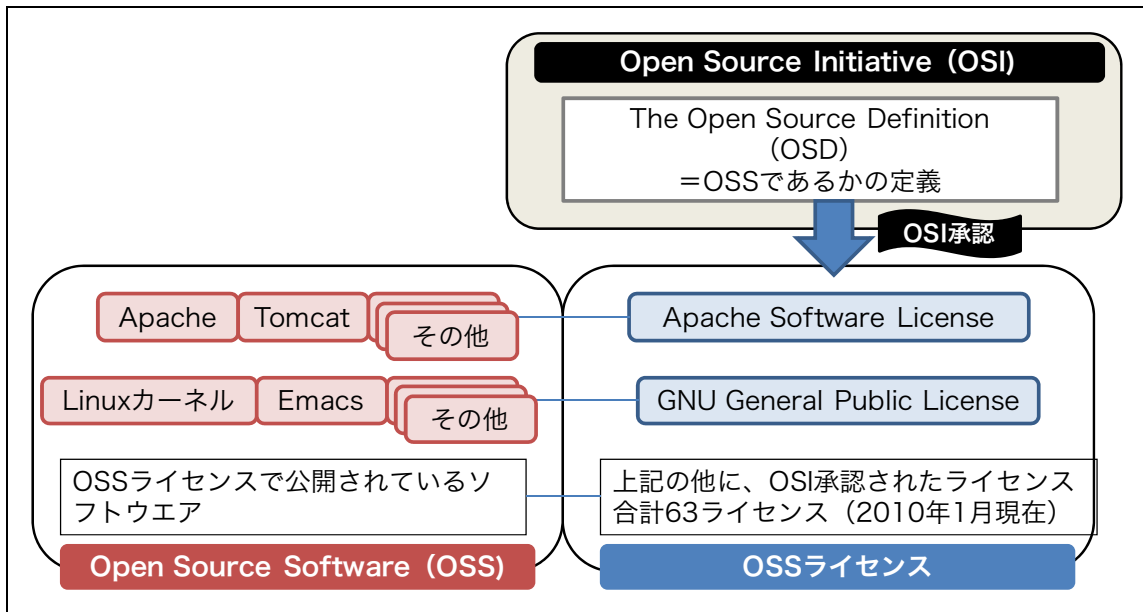 Open Source Initiative（OSI）
The Open Source Definition
（OSD）
＝OSSであるかの定義
OSI承認
Apache
Tomcat
その他
Apache Software License
Linuxカーネル
Emacs
その他
GNU General Public License
OSSライセンスで公開されているソ
フトウエア
上記の他に、OSI承認されたライセンス
合計63ライセンス（2010年1月現在）
Open Source Software（OSS）
OSSライセンス